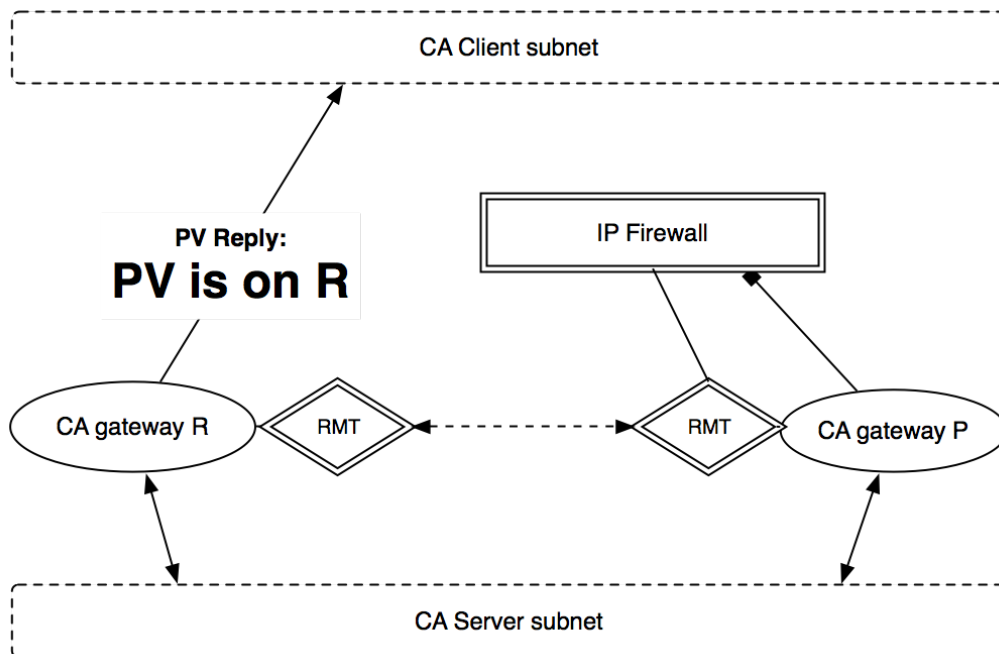 CA Client subnet
IP Firewall
PV Reply:
PV is on R
CA gateway R
RMT
RMT
CA gateway P
CA Server subnet